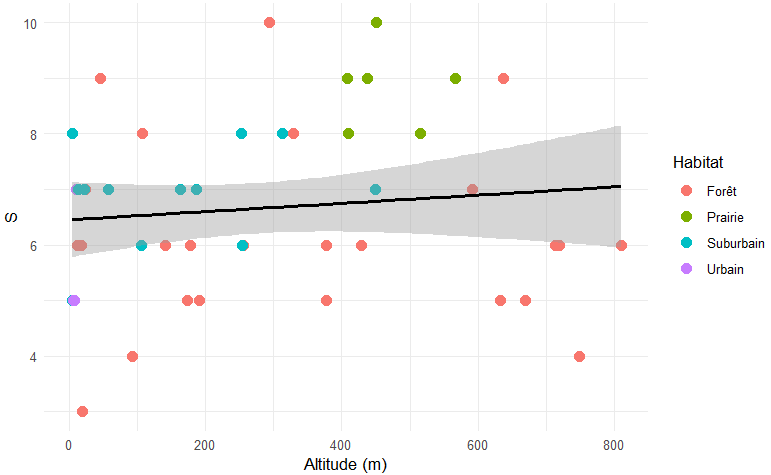 10
8
6
4
S
0 200 400 600 800
Altitude (m)
Habitat
Forêt
Prairie
Suburbain
Urbain